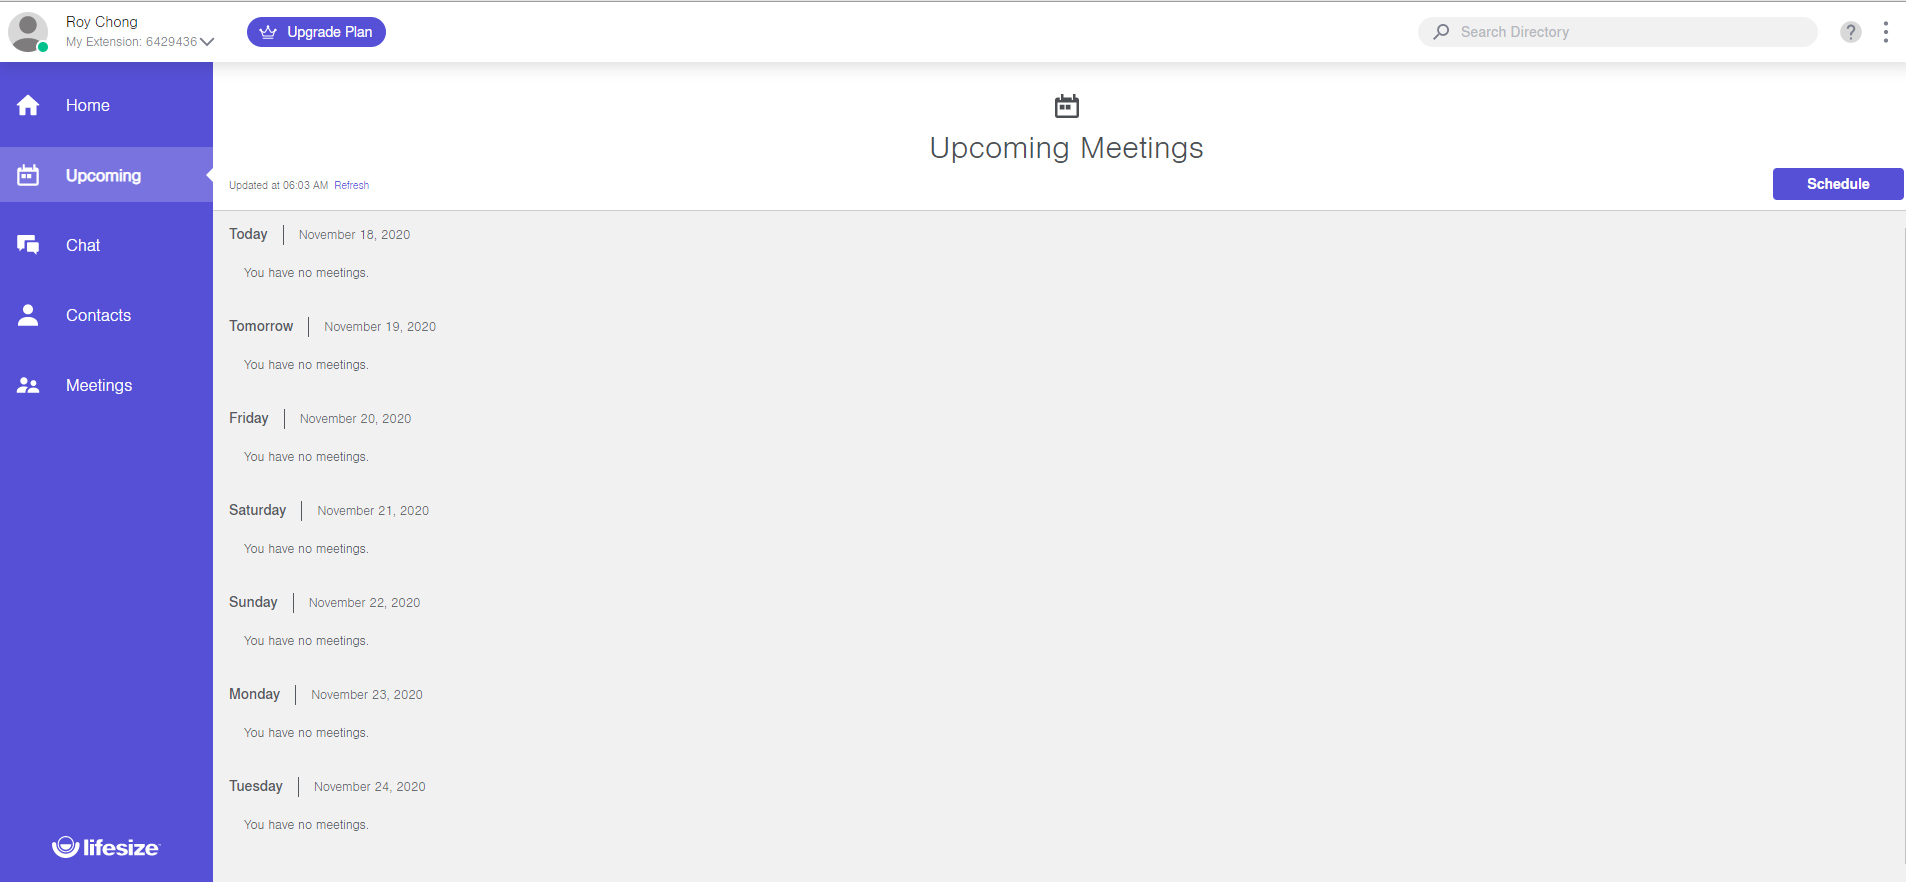 Roy Chong
My Extension: 6429436
Upgrade Plan
Search Directory
?
Home
Upcoming
Chat
Contacts
Meetings
lifesize
Upcoming Meetings
Updated at 06:03 AM Refresh
Schedule
Today November 18, 2020
You have no meetings.
Tomorrow November 19, 2020
You have no meetings.
Friday November 20, 2020
You have no meetings.
Saturday November 21, 2020
You have no meetings.
Sunday November 22, 2020
You have no meetings.
Monday November 23, 2020
You have no meetings.
Tuesday November 24, 2020
You have no meetings.